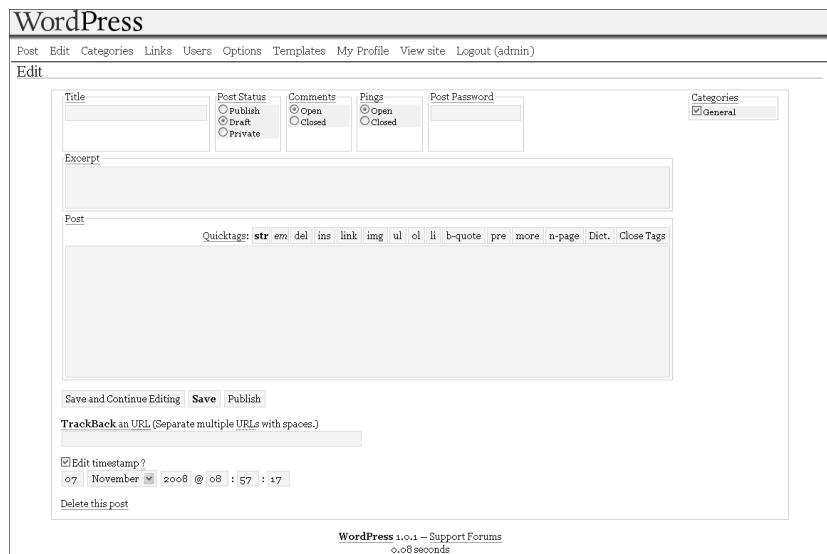 WordPress
Post Edit Categories Links Users Options Templates My Profile View site Logout (admin)
Edit
Title Post Status Comments Pings Post Password Categories
Publish Open Open General
Draft Closed Closed
Private
Excerpt
Post
Quicktags: str em del ins link img ul ol li b-quote pre more n-page Dict. Close Tags
Save and Continue Editing Save Publish
TrackBack an URL (Separate multiple URLs with spaces.)
Edit timestamp ?
07 November 2008 @ 08 : 57 : 17
Delete this post
WordPress 1.0.1 – Support Forums
0.08 seconds